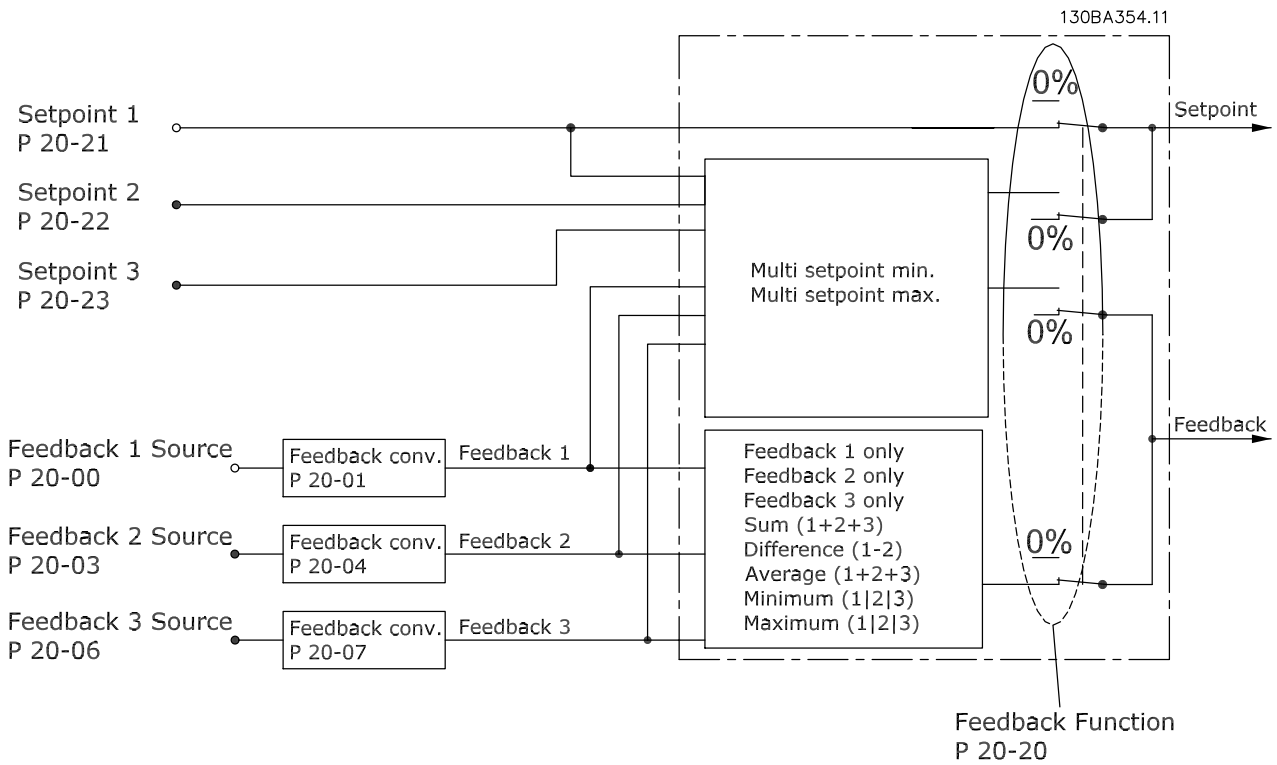 130BA354.11
0%
Setpoint
Setpoint 1
P 20-21
Setpoint 2
P 20-22
0%
Setpoint 3
P 20-23
Multi setpoint min.
Multi setpoint max.
0%
Feedback
Feedback 1 Source
P 20-00
Feedback conv.
P 20-01
Feedback 1
Feedback 2 Source
P 20-03
Feedback conv.
P 20-04
Feedback 2
Feedback 3 Source
P 20-06
Feedback conv.
P 20-07
Feedback 3
Feedback 1 only
Feedback 2 only
Feedback 3 only
Sum (1+2+3)
Difference (1-2)
Average (1+2+3)
Minimum (1|2|3)
Maximum (1|2|3)
0%
Feedback Function
P 20-20